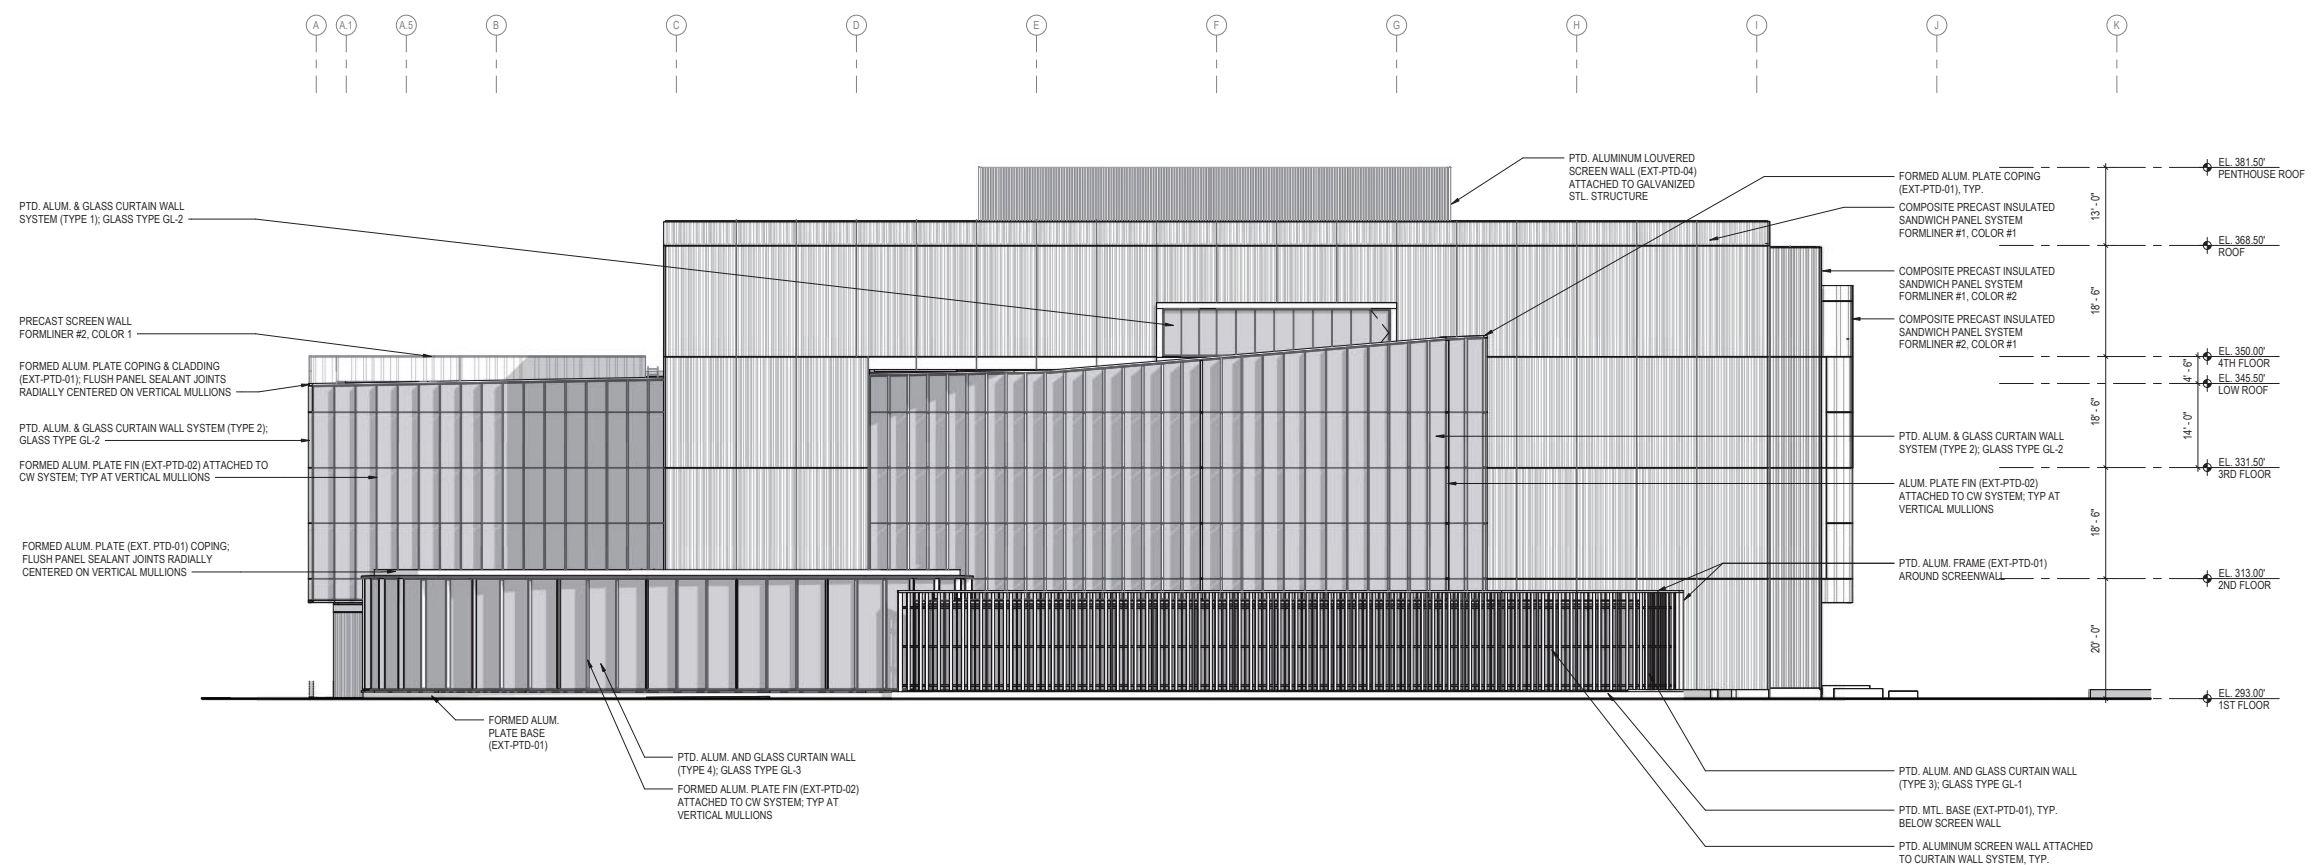 A A.1 A.5 B C D E F G H I J K
PTD. ALUM. & GLASS CURTAIN WALL
SYSTEM (TYPE 1); GLASS TYPE GL-2
PRECAST SCREEN WALL
FORMLINER #2, COLOR 1
FORMED ALUM. PLATE COPING & CLADDING
(EXT-PTD-01); FLUSH PANEL SEALANT JOINTS
RADIALLY CENTERED ON VERTICAL MULLIONS
PTD. ALUM. & GLASS CURTAIN WALL SYSTEM (TYPE 2);
GLASS TYPE GL-2
FORMED ALUM. PLATE FIN (EXT-PTD-02) ATTACHED TO
CW SYSTEM; TYP AT VERTICAL MULLIONS
FORMED ALUM. PLATE (EXT. PTD-01) COPING;
FLUSH PANEL SEALANT JOINTS RADIALLY
CENTERED ON VERTICAL MULLIONS
FORMED ALUM.
PLATE BASE
(EXT-PTD-01)
PTD. ALUM. AND GLASS CURTAIN WALL
(TYPE 4); GLASS TYPE GL-3
FORMED ALUM. PLATE FIN (EXT-PTD-02)
ATTACHED TO CW SYSTEM; TYP AT
VERTICAL MULLIONS
PTD. ALUMINUM LOUVERED
SCREEN WALL (EXT-PTD-04)
ATTACHED TO GALVANIZED
STL. STRUCTURE
FORMED ALUM. PLATE COPING
(EXT-PTD-01), TYP.
COMPOSITE PRECAST INSULATED
SANDWICH PANEL SYSTEM
FORMLINER #1, COLOR #1
COMPOSITE PRECAST INSULATED
SANDWICH PANEL SYSTEM
FORMLINER #1, COLOR #2
COMPOSITE PRECAST INSULATED
SANDWICH PANEL SYSTEM
FORMLINER #2, COLOR #1
PTD. ALUM. & GLASS CURTAIN WALL
SYSTEM (TYPE 2); GLASS TYPE GL-2
ALUM. PLATE FIN (EXT-PTD-02)
ATTACHED TO CW SYSTEM; TYP AT
VERTICAL MULLIONS
PTD. ALUM. FRAME (EXT-PTD-01)
AROUND SCREENWALL
PTD. ALUM. AND GLASS CURTAIN WALL
(TYPE 3); GLASS TYPE GL-1
PTD. MTL. BASE (EXT-PTD-01), TYP.
BELOW SCREEN WALL
PTD. ALUMINUM SCREEN WALL ATTACHED
TO CURTAIN WALL SYSTEM, TYP.
13' - 0"
18' - 6"
4' - 6"
18' - 6"
14' - 0"
18' - 6"
20' - 0"
EL. 381.50'
PENTHOUSE ROOF
EL. 368.50'
ROOF
EL. 350.00'
4TH FLOOR
EL. 345.50'
LOW ROOF
EL. 331.50'
3RD FLOOR
EL. 313.00'
2ND FLOOR
EL. 293.00'
1ST FLOOR